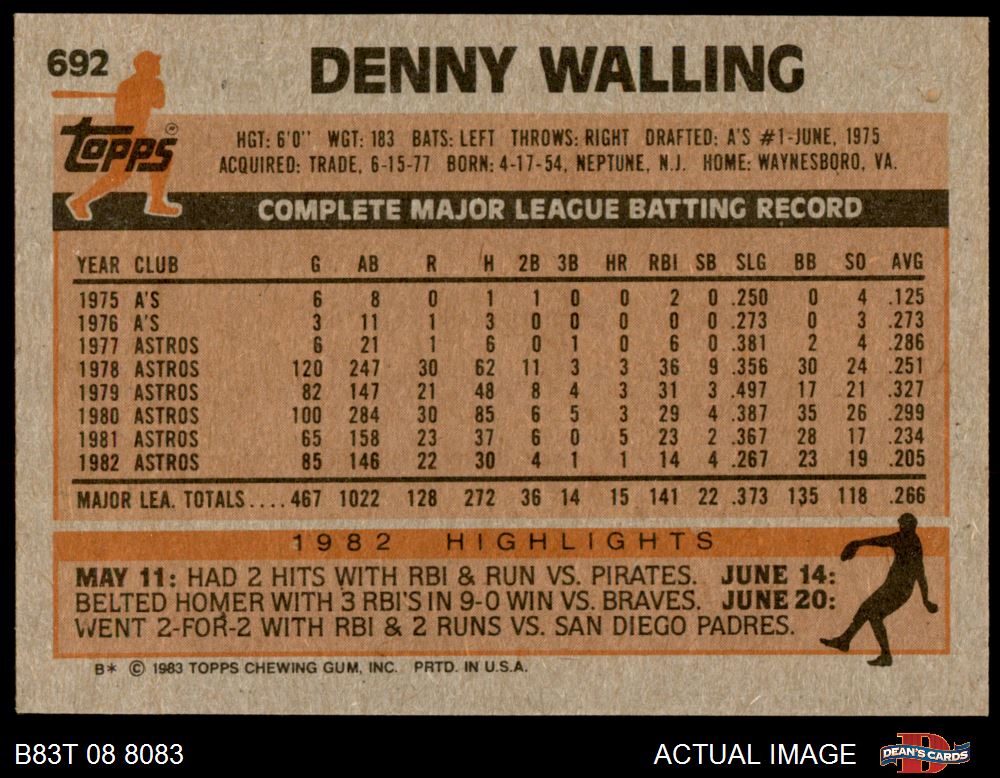 692
DENNY WALLING
Topps®
HGT: 6'0" WGT: 183 BATS: LEFT THROWS: RIGHT DRAFTED: A'S #1-JUNE, 1975
ACQUIRED: TRADE, 6-15-77 BORN: 4-17-54, NEPTUNE, N.J. HOME: WAYNESBORO, VA.
COMPLETE MAJOR LEAGUE BATTING RECORD
YEAR CLUB G AB R H 2B 3B HR RBI SB SLG BB SO AVG
1975 A'S 6 8 0 1 1 0 0 2 0 .250 0 4 .125
1976 A'S 3 11 1 3 0 0 0 0 0 .273 0 3 .273
1977 ASTROS 6 21 1 6 0 1 0 6 0 .381 2 4 .286
1978 ASTROS 120 247 30 62 11 3 3 36 9 .356 30 24 .251
1979 ASTROS 82 147 21 48 8 4 3 31 3 .497 17 21 .327
1980 ASTROS 100 284 30 85 6 5 3 29 4 .387 35 26 .299
1981 ASTROS 65 158 23 37 6 0 5 23 2 .367 28 17 .234
1982 ASTROS 85 146 22 30 4 1 1 14 4 .267 23 19 .205
MAJOR LEA. TOTALS....467 1022 128 272 36 14 15 141 22 .373 135 118 .266
1982 HIGHLIGHTS
MAY 11: HAD 2 HITS WITH RBI & RUN VS. PIRATES. JUNE 14:
BELTED HOMER WITH 3 RBI'S IN 9-0 WIN VS. BRAVES. JUNE 20:
WENT 2-FOR-2 WITH RBI & 2 RUNS VS. SAN DIEGO PADRES.
B* © 1983 TOPPS CHEWING GUM, INC. PRTD. IN U.S.A.
B83T 08 8083 ACTUAL IMAGE DEAN'S CARDS